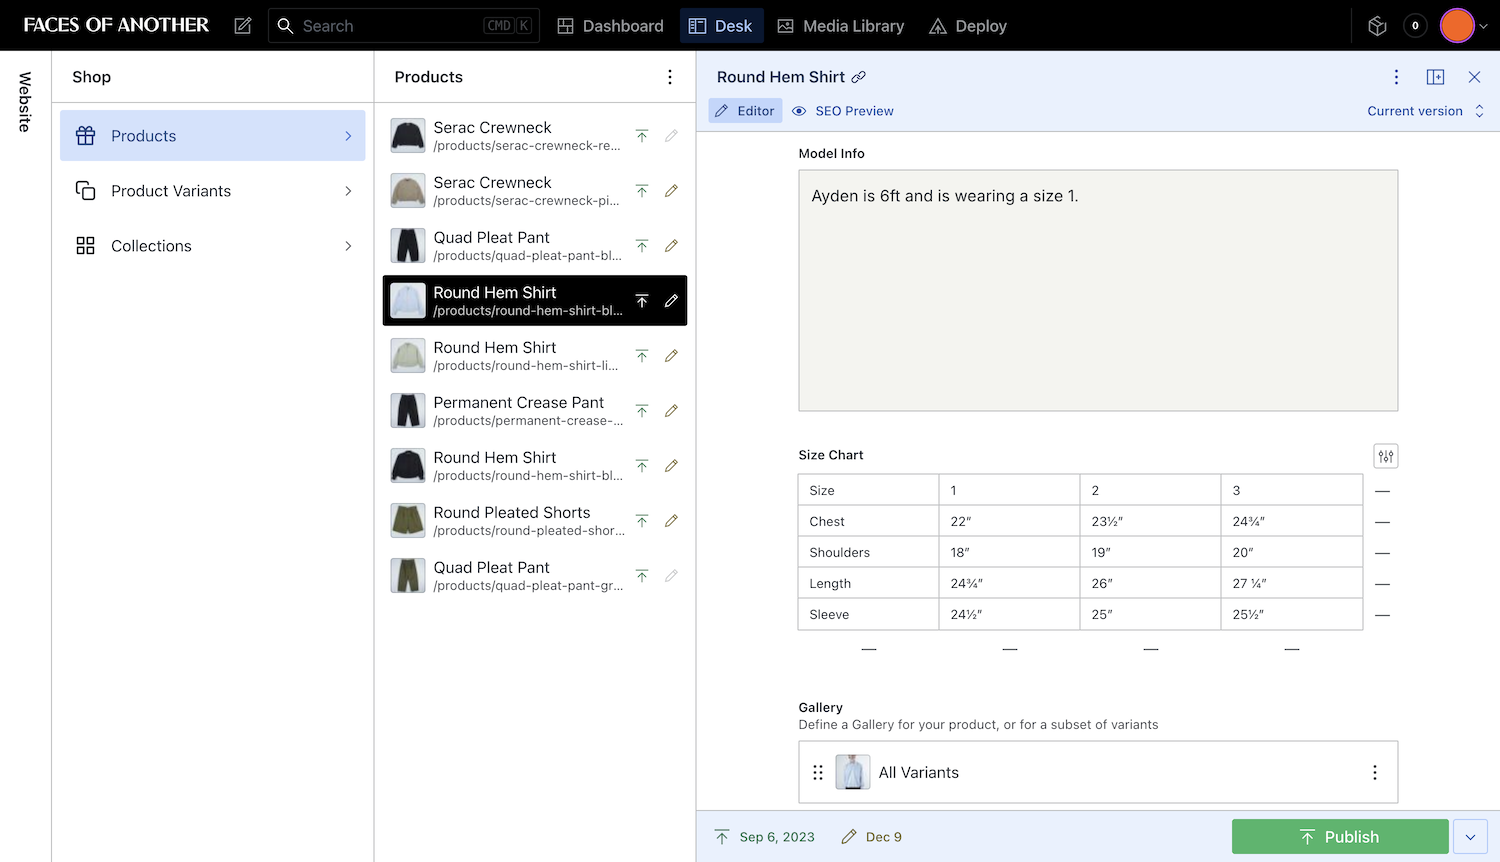 FACES OF ANOTHER
Search
CMD K
Dashboard
Desk
Media Library
Deploy
0
Website
Shop
Products
Product Variants
Collections
Products
Serac Crewneck
/products/serac-crewneck-re...
Serac Crewneck
/products/serac-crewneck-pi...
Quad Pleat Pant
/products/quad-pleat-pant-bl...
Round Hem Shirt
/products/round-hem-shirt-bl...
Round Hem Shirt
/products/round-hem-shirt-li...
Permanent Crease Pant
/products/permanent-crease-...
Round Hem Shirt
/products/round-hem-shirt-bl...
Round Pleated Shorts
/products/round-pleated-shor...
Quad Pleat Pant
/products/quad-pleat-pant-gr...
Round Hem Shirt
Editor
SEO Preview
Current version
Model Info
Ayden is 6ft and is wearing a size 1.
Size Chart
Size 1 2 3
Chest 22″ 23½″ 24¾″
Shoulders 18″ 19″ 20″
Length 24¾″ 26″ 27 ¼″
Sleeve 24½″ 25″ 25½″
Gallery
Define a Gallery for your product, or for a subset of variants
All Variants
Sep 6, 2023
Dec 9
Publish